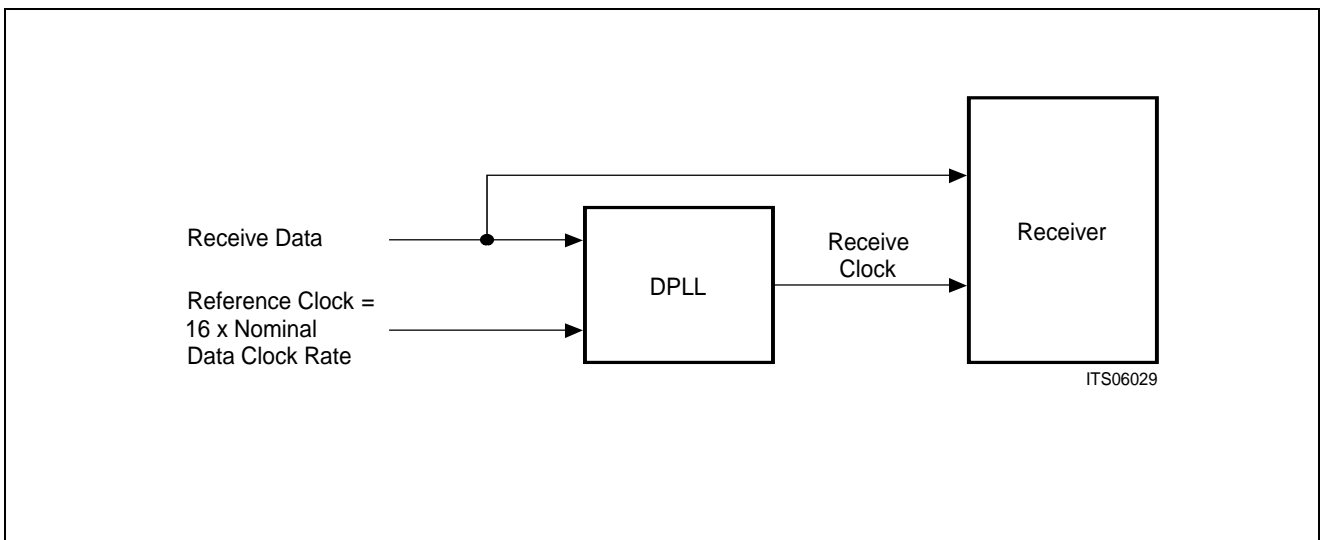 Receive Data
Reference Clock =
16 x Nominal
Data Clock Rate
DPLL
Receive
Clock
Receiver
ITS06029